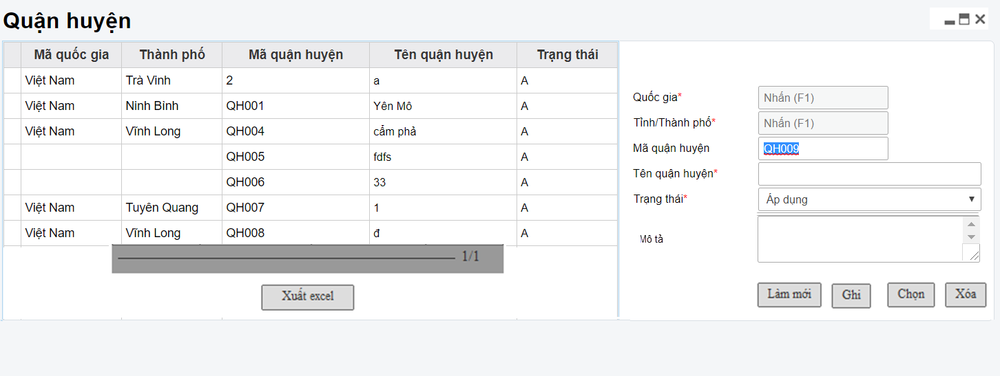 Quận huyện
Mã quốc gia Thành phố Mã quận huyện Tên quận huyện Trạng thái
Việt Nam Trà Vinh 2 a A
Việt Nam Ninh Bình QH001 Yên Mô A
Việt Nam Vĩnh Long QH004 cẩm phả A
QH005 fdfs A
QH006 33 A
Việt Nam Tuyên Quang QH007 1 A
Việt Nam Vĩnh Long QH008 đ A
1/1
Xuất excel
Quốc gia* Nhấn (F1)
Tỉnh/Thành phố* Nhấn (F1)
Mã quận huyện QH009
Tên quận huyện*
Trạng thái* Áp dụng
Mô tả
Làm mới Ghi Chọn Xóa